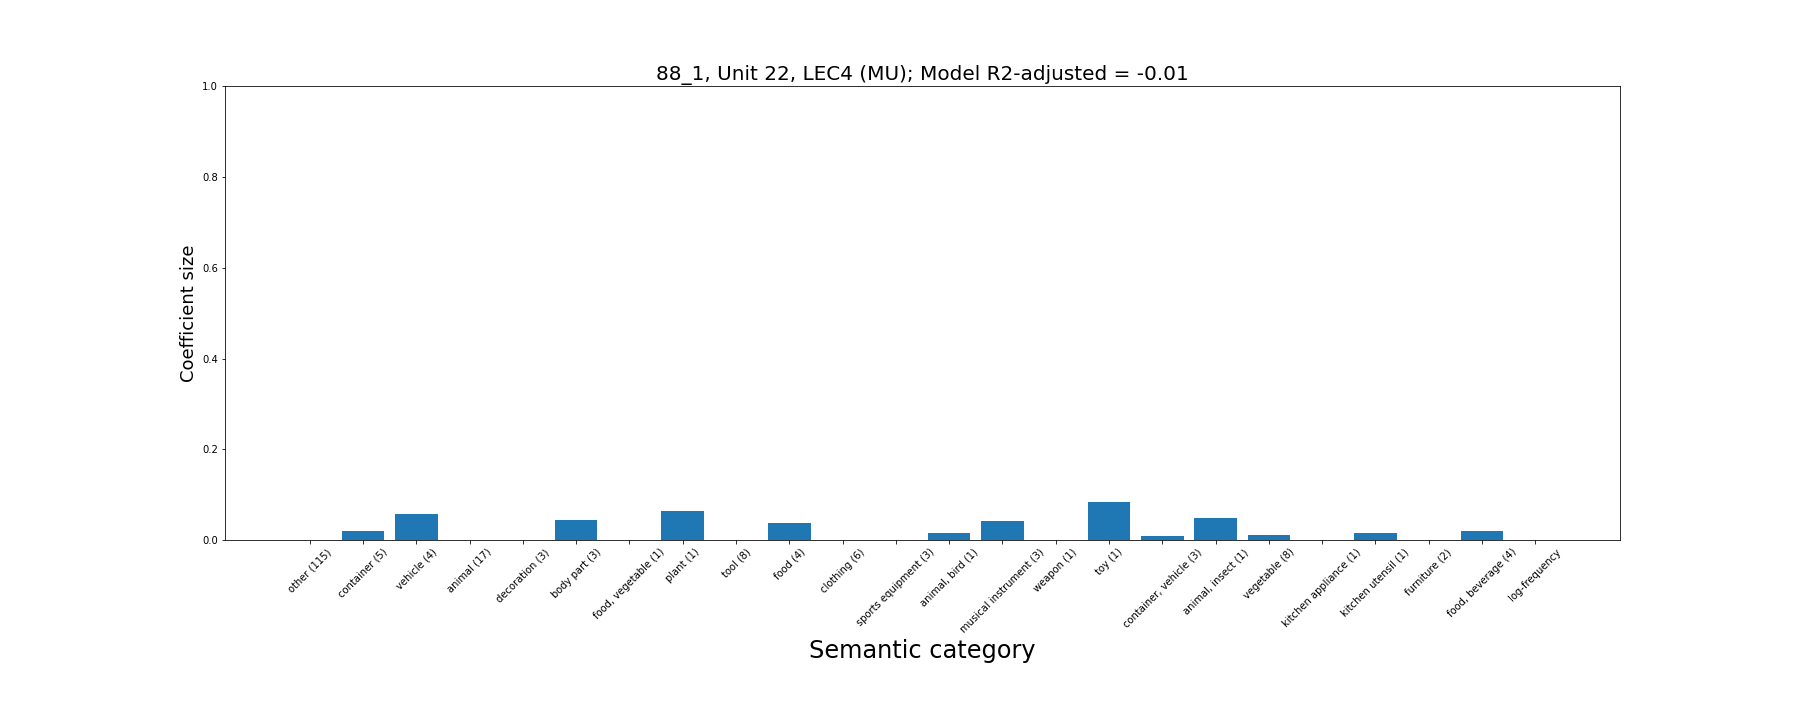 88_1, Unit 22, LEC4 (MU); Model R2-adjusted = -0.01
1.0
0.8
0.6
0.4
0.2
0.0
Coefficient size
other (115)
container (5)
vehicle (4)
animal (17)
decoration (3)
body part (3)
food, vegetable (1)
plant (1)
tool (8)
food (4)
clothing (6)
sports equipment (3)
animal, bird (1)
musical instrument (3)
weapon (1)
toy (1)
container, vehicle (3)
animal, insect (1)
vegetable (8)
kitchen appliance (1)
kitchen utensil (1)
furniture (2)
food, beverage (4)
log-frequency
Semantic category